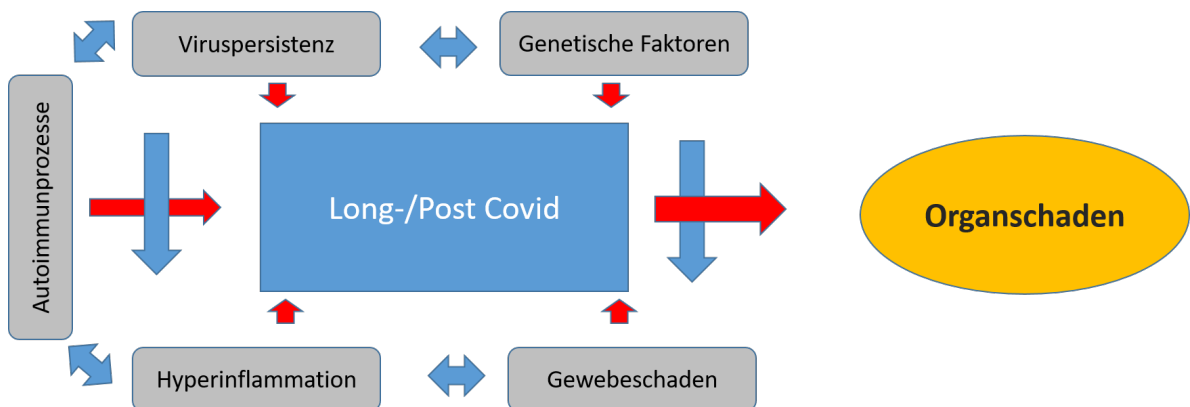 Viruspersistenz
Genetische Faktoren
Autoimmunprozesse
Long-/Post Covid
Organschaden
Hyperinflammation
Gewebeschaden